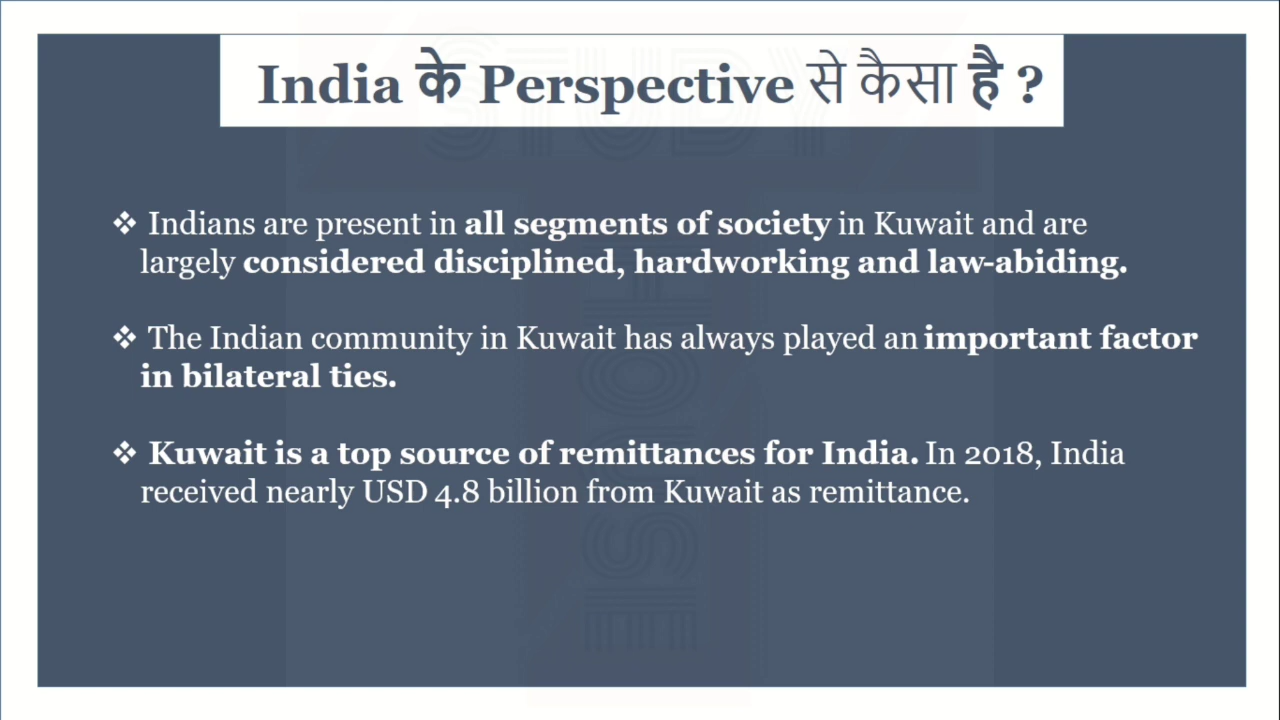 India के Perspective से कैसा है ?
❖ Indians are present in all segments of society in Kuwait and are
largely considered disciplined, hardworking and law-abiding.
❖ The Indian community in Kuwait has always played an important factor
in bilateral ties.
❖ Kuwait is a top source of remittances for India. In 2018, India
received nearly USD 4.8 billion from Kuwait as remittance.
STUDY